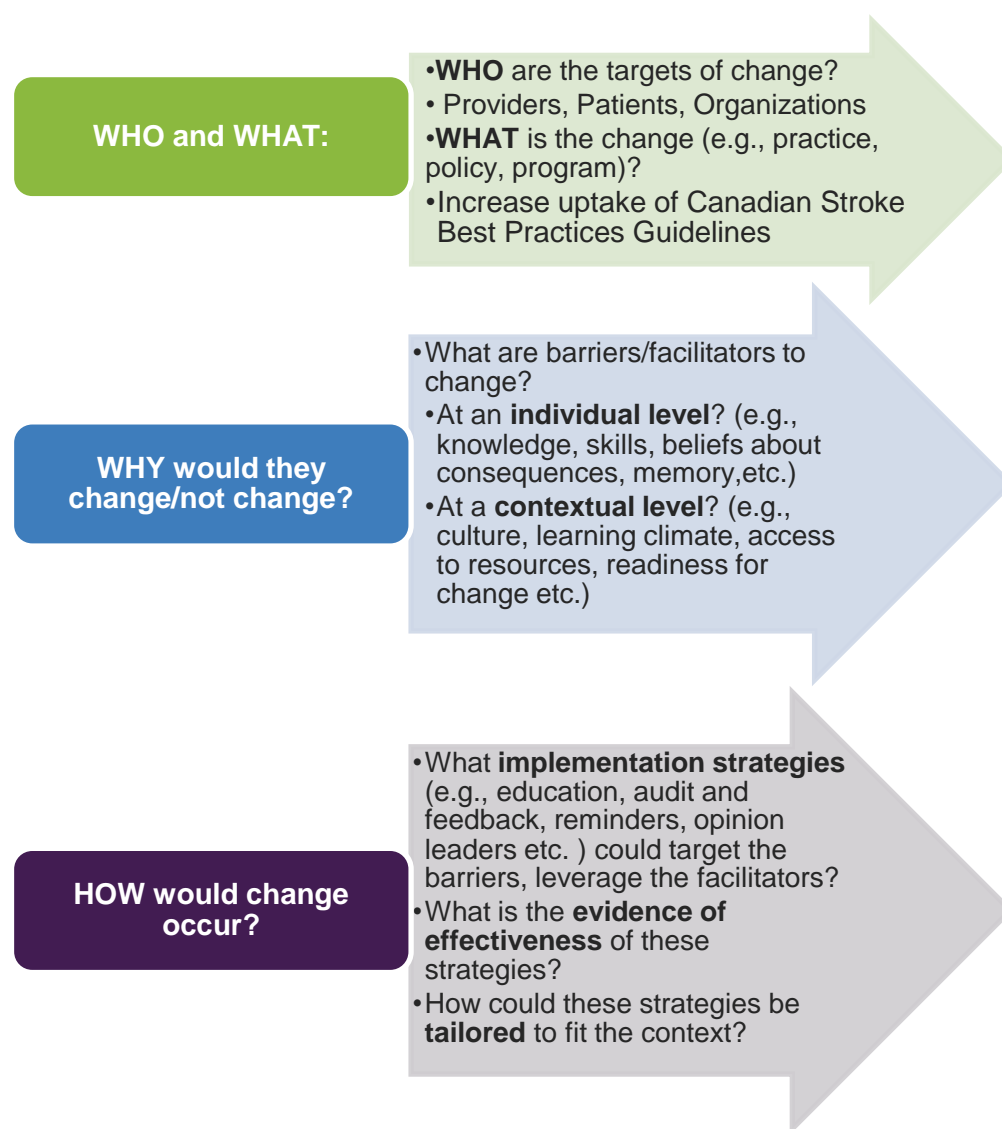 WHO and WHAT:
•WHO are the targets of change?
• Providers, Patients, Organizations
•WHAT is the change (e.g., practice,
policy, program)?
•Increase uptake of Canadian Stroke
Best Practices Guidelines
WHY would they
change/not change?
•What are barriers/facilitators to
change?
•At an individual level? (e.g.,
knowledge, skills, beliefs about
consequences, memory,etc.)
•At a contextual level? (e.g.,
culture, learning climate, access
to resources, readiness for
change etc.)
HOW would change
occur?
•What implementation strategies
(e.g., education, audit and
feedback, reminders, opinion
leaders etc. ) could target the
barriers, leverage the facilitators?
•What is the evidence of
effectiveness of these
strategies?
•How could these strategies be
tailored to fit the context?